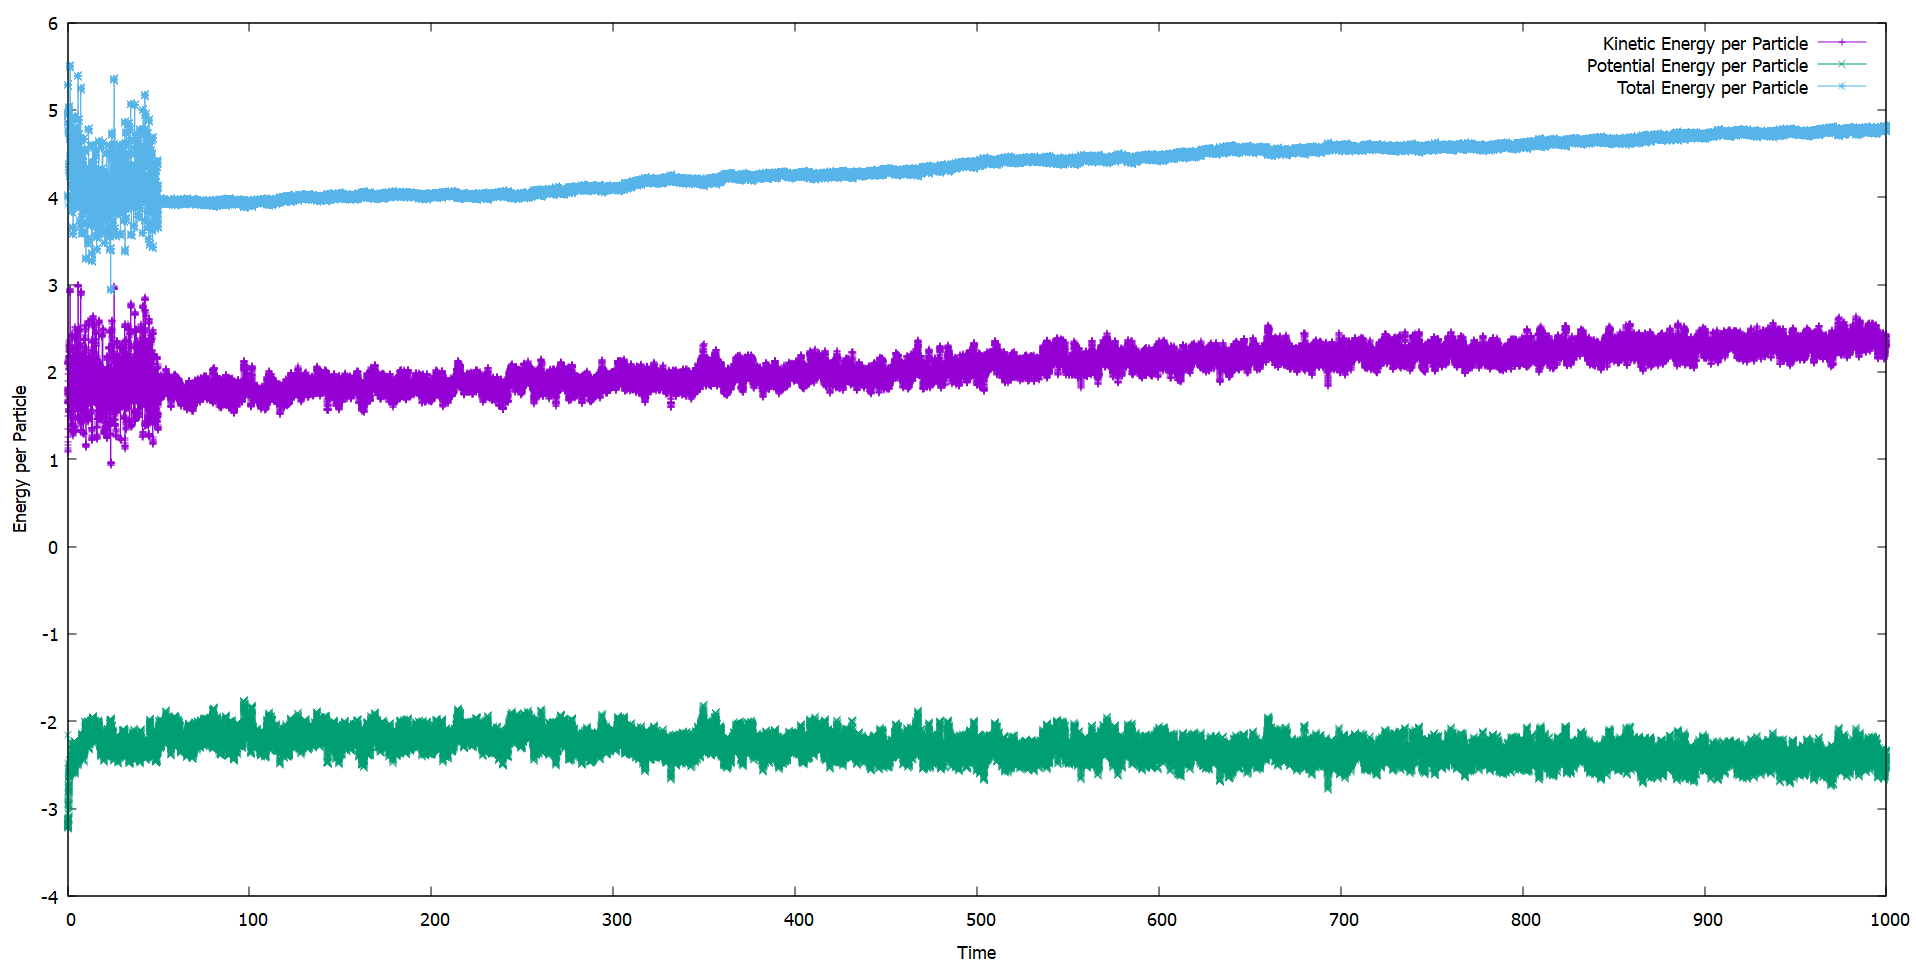 6
5
4
3
2
1
0
-1
-2
-3
-4
Energy per Particle
Kinetic Energy per Particle
Potential Energy per Particle
Total Energy per Particle
0 100 200 300 400 500 600 700 800 900 1000
Time